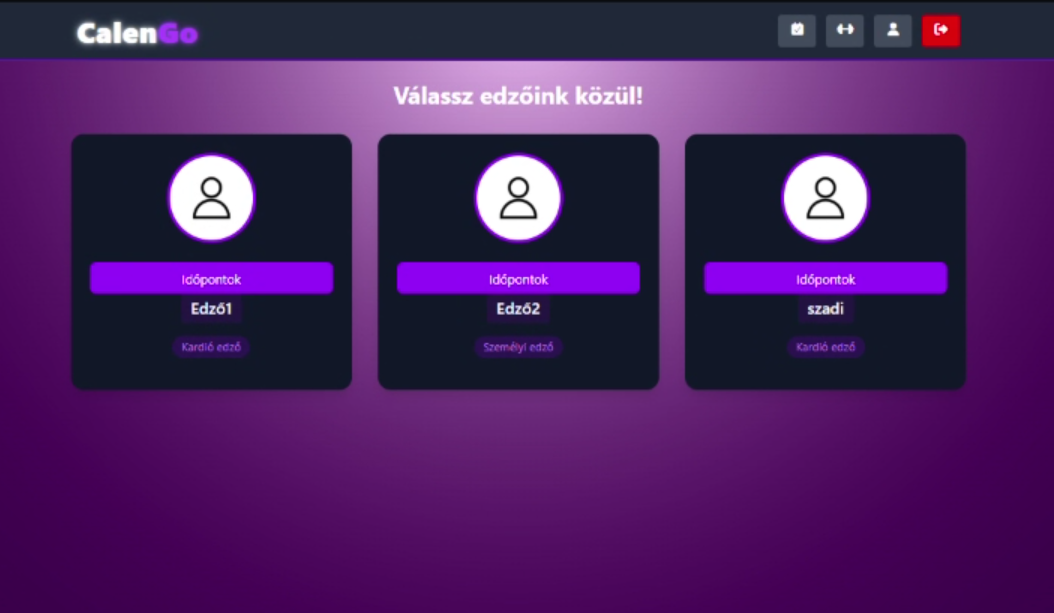 CalenGo
Válassz edzőink közül!
Időpontok
Edző1
Kardió edző
Időpontok
Edző2
Személyi edző
Időpontok
szadi
Kardió edző